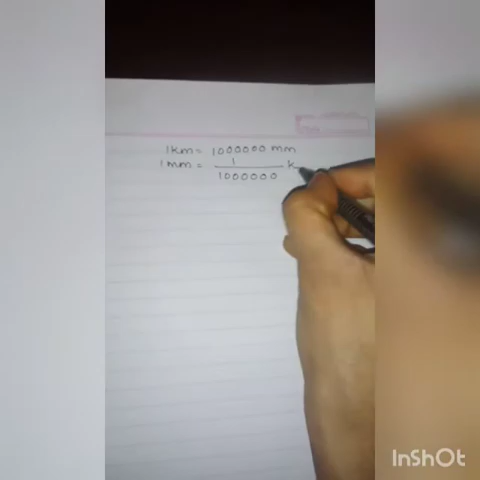 1km = 1000000 mm
1mm = 1/1000000 k
InShOt